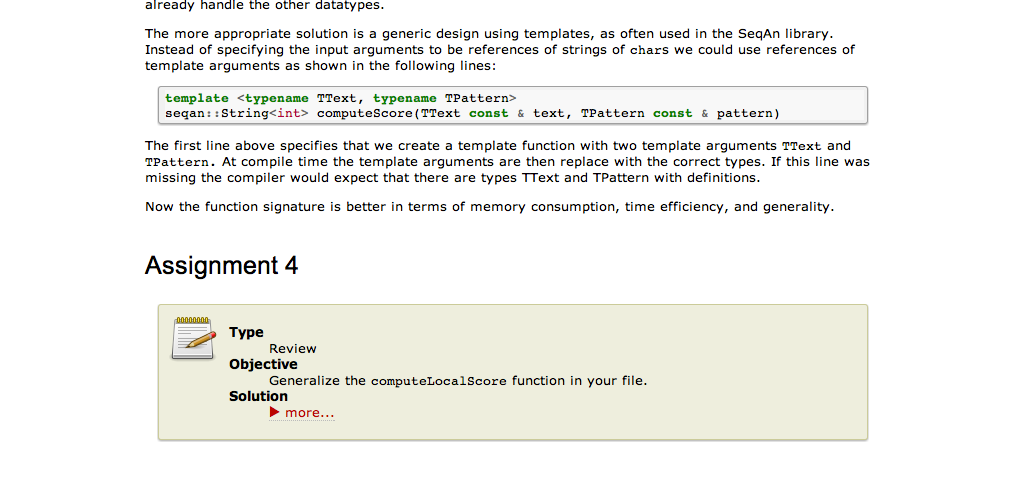 already handle the other datatypes.
The more appropriate solution is a generic design using templates, as often used in the SeqAn library.
Instead of specifying the input arguments to be references of strings of chars we could use references of
template arguments as shown in the following lines:
template <typename TText, typename TPattern>
seqan::String<int> computeScore(TText const & text, TPattern const & pattern)
The first line above specifies that we create a template function with two template arguments TText and
TPattern. At compile time the template arguments are then replace with the correct types. If this line was
missing the compiler would expect that there are types TText and TPattern with definitions.
Now the function signature is better in terms of memory consumption, time efficiency, and generality.
Assignment 4
Type
Review
Objective
Generalize the computeLocalScore function in your file.
Solution
▶ more...